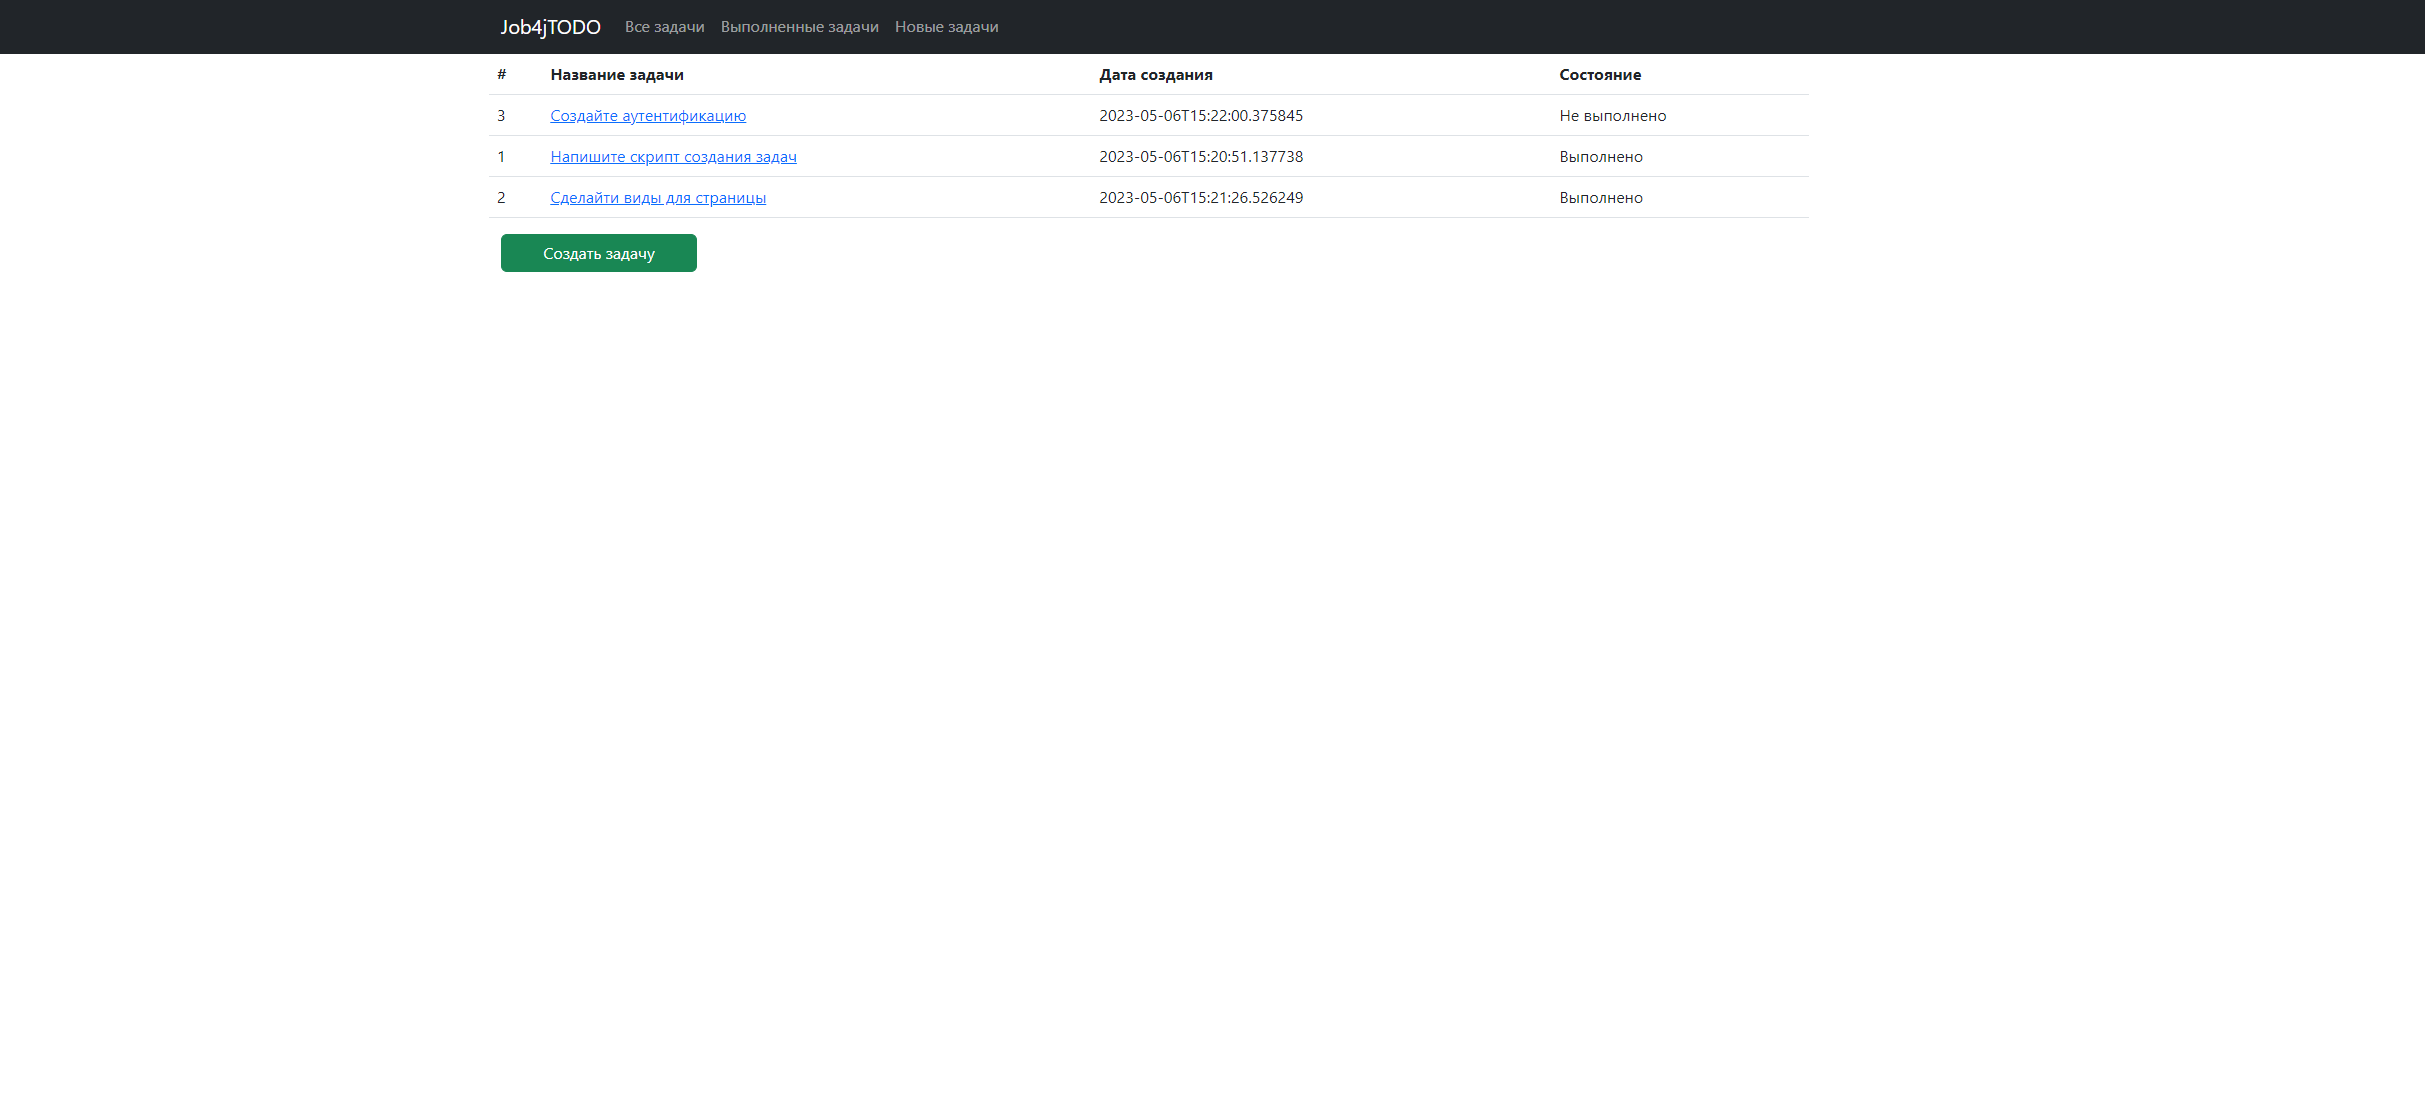 Job4jTODO Все задачи Выполненные задачи Новые задачи
# Название задачи Дата создания Состояние
3 Создайте аутентификацию 2023-05-06T15:22:00.375845 Не выполнено
1 Напишите скрипт создания задач 2023-05-06T15:20:51.137738 Выполнено
2 Сделайти виды для страницы 2023-05-06T15:21:26.526249 Выполнено
Создать задачу